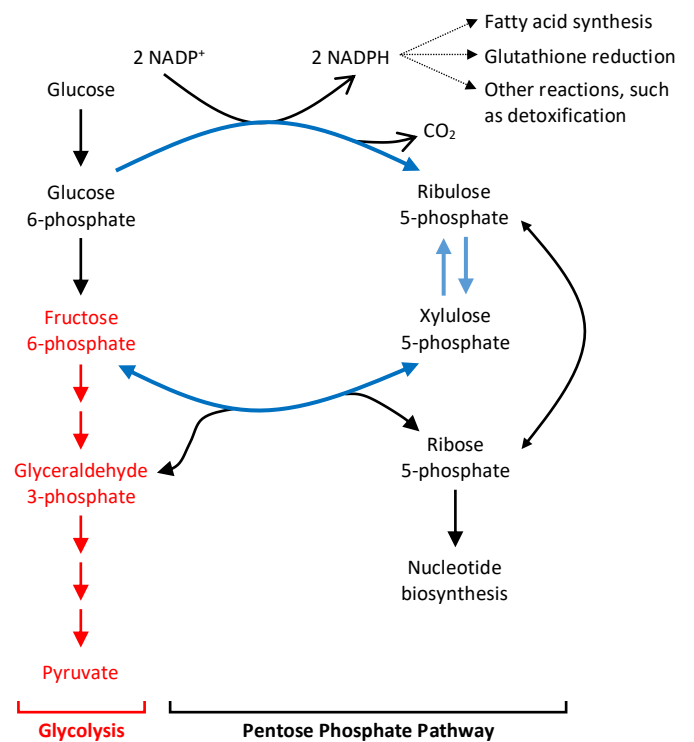 Fatty acid synthesis
2 NADP⁺
2 NADPH
Glutathione reduction
Glucose
Other reactions, such
as detoxification
CO₂
Glucose
6-phosphate
Ribulose
5-phosphate
Fructose
6-phosphate
Xylulose
5-phosphate
Glyceraldehyde
3-phosphate
Ribose
5-phosphate
Nucleotide
biosynthesis
Pyruvate
Glycolysis
Pentose Phosphate Pathway